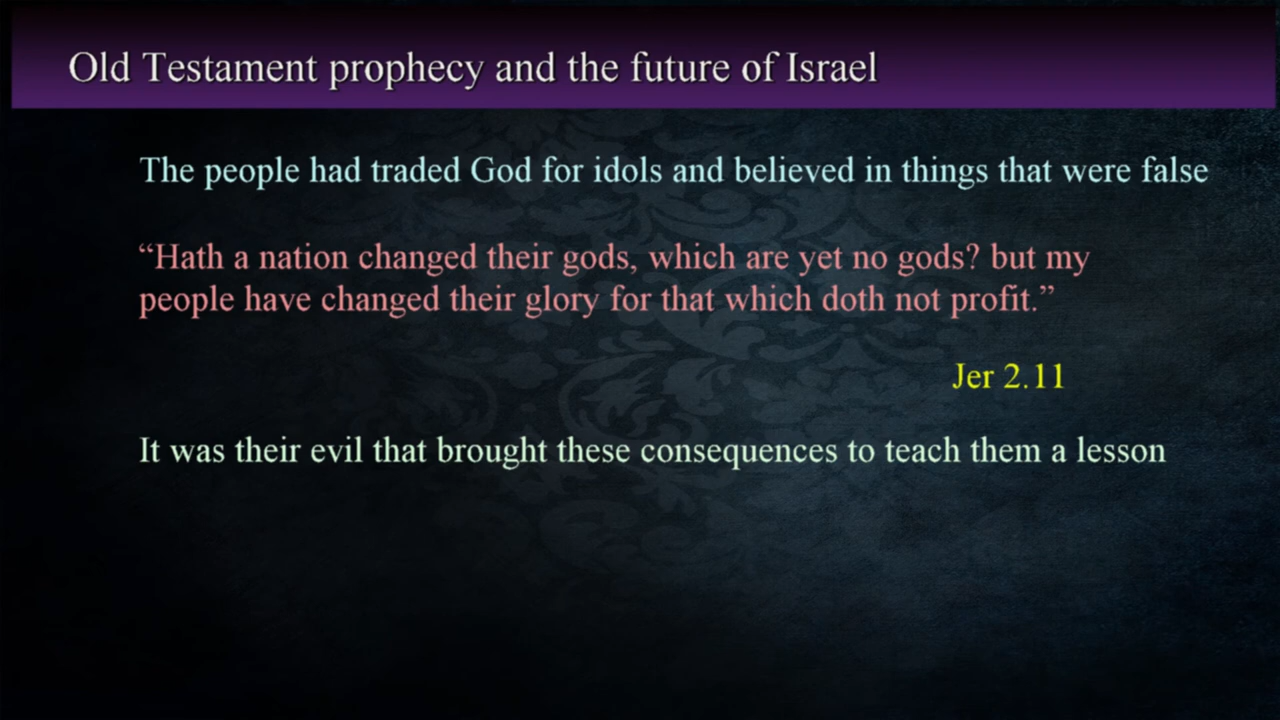 Old Testament prophecy and the future of Israel
The people had traded God for idols and believed in things that were false
“Hath a nation changed their gods, which are yet no gods? but my
people have changed their glory for that which doth not profit.”
Jer 2.11
It was their evil that brought these consequences to teach them a lesson